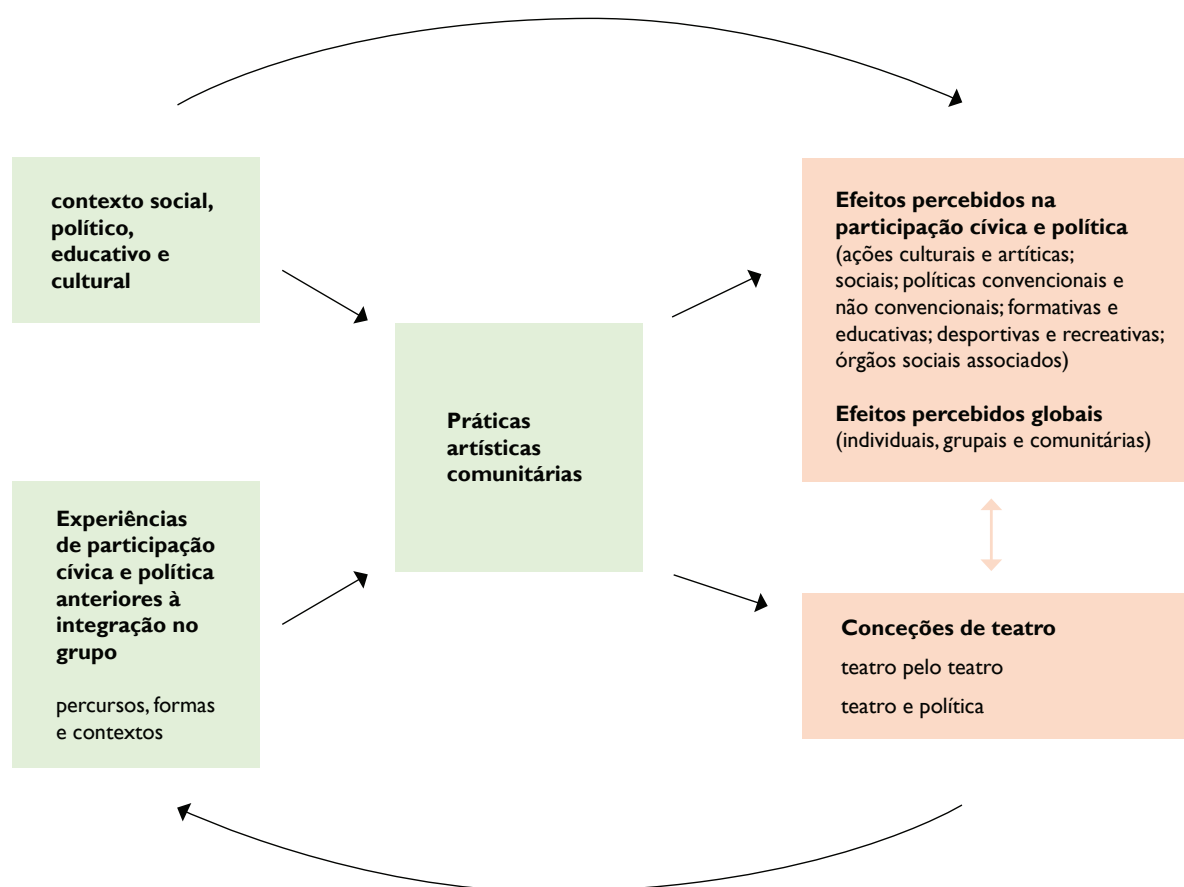 contexto social,
político,
educativo e
cultural
Experiências
de participação
cívica e política
anteriores à
integração no
grupo
percursos, formas
e contextos
Práticas
artísticas
comunitárias
Efeitos percebidos na
participação cívica e política
(ações culturais e artíticas;
sociais; políticas convencionais e
não convencionais; formativas e
educativas; desportivas e recreativas;
órgãos sociais associados)
Efeitos percebidos globais
(individuais, grupais e comunitárias)
Conceções de teatro
teatro pelo teatro
teatro e política